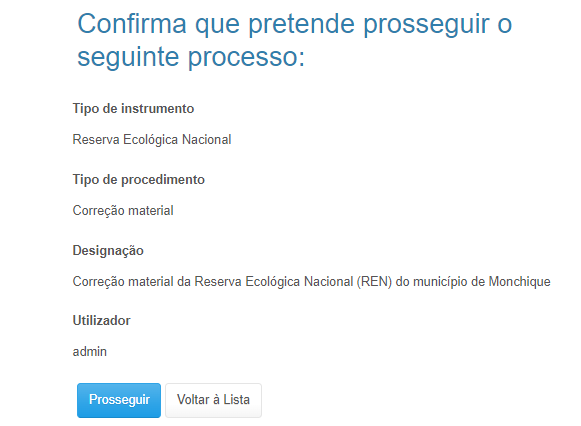 Confirma que pretende prosseguir o
seguinte processo:
Tipo de instrumento
Reserva Ecológica Nacional
Tipo de procedimento
Correção material
Designação
Correção material da Reserva Ecológica Nacional (REN) do município de Monchique
Utilizador
admin
Prosseguir
Voltar à Lista